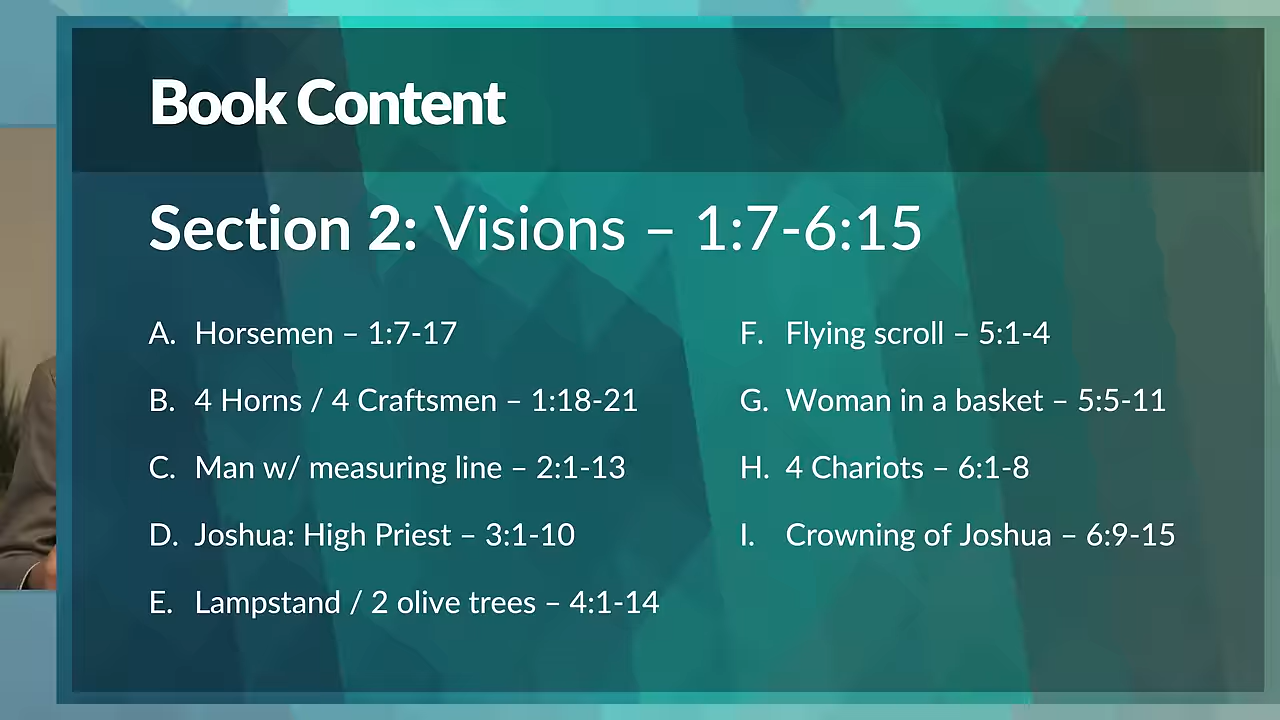 Book Content
Section 2: Visions – 1:7-6:15
A. Horsemen – 1:7-17
B. 4 Horns / 4 Craftsmen – 1:18-21
C. Man w/ measuring line – 2:1-13
D. Joshua: High Priest – 3:1-10
E. Lampstand / 2 olive trees – 4:1-14
F. Flying scroll – 5:1-4
G. Woman in a basket – 5:5-11
H. 4 Chariots – 6:1-8
I. Crowning of Joshua – 6:9-15